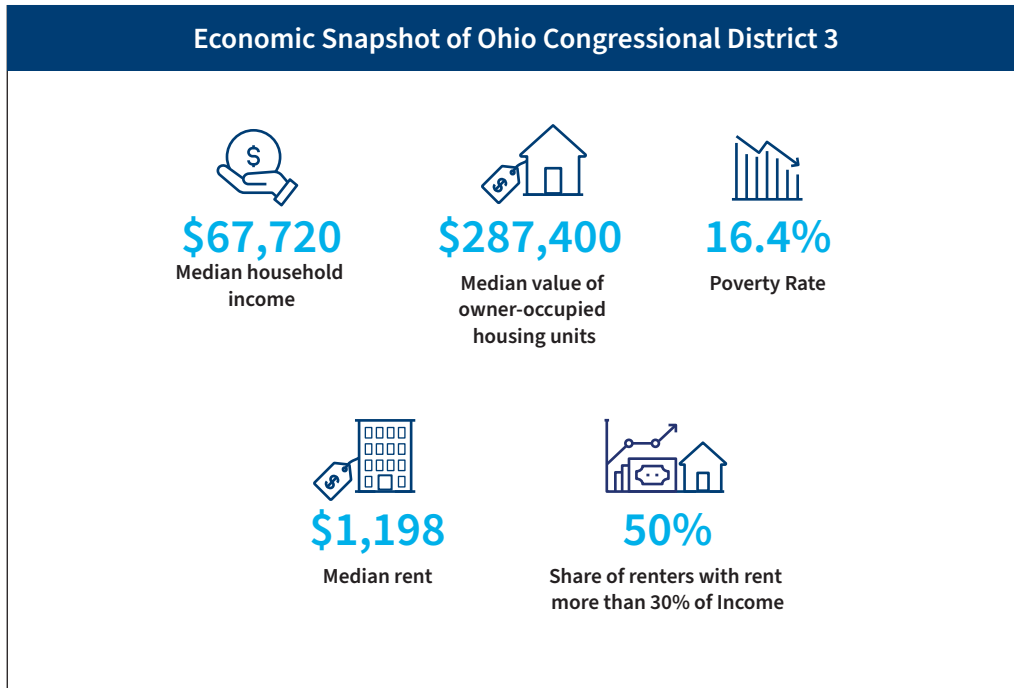 Economic Snapshot of Ohio Congressional District 3
$
$67,720
Median household
income
$
$287,400
Median value of
owner-occupied
housing units
16.4%
Poverty Rate
$
$1,198
Median rent
50%
Share of renters with rent
more than 30% of Income